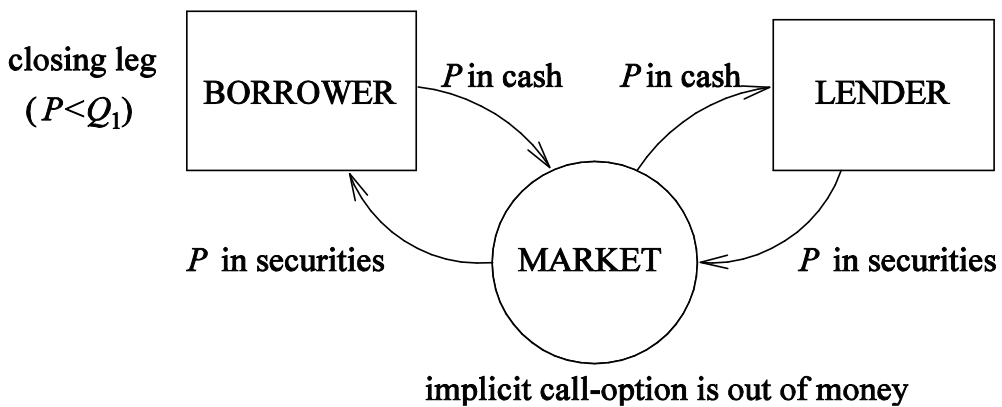 closing leg
(P<Q₁)
BORROWER
P in cash
P in cash
LENDER
P in securities
MARKET
P in securities
implicit call-option is out of money